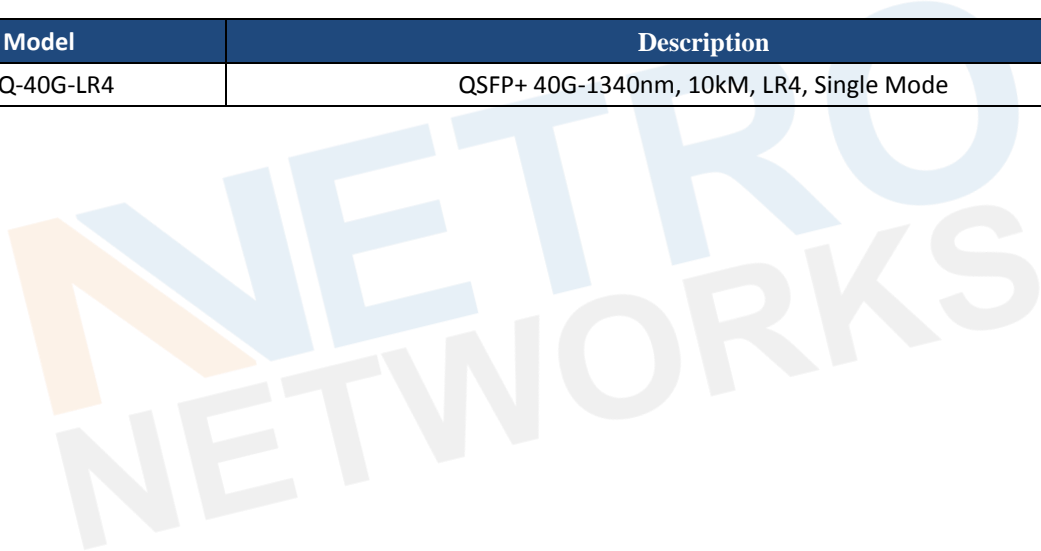 Model Description
Q-40G-LR4 QSFP+ 40G-1340nm, 10kM, LR4, Single Mode
NETRO
NETWORKS